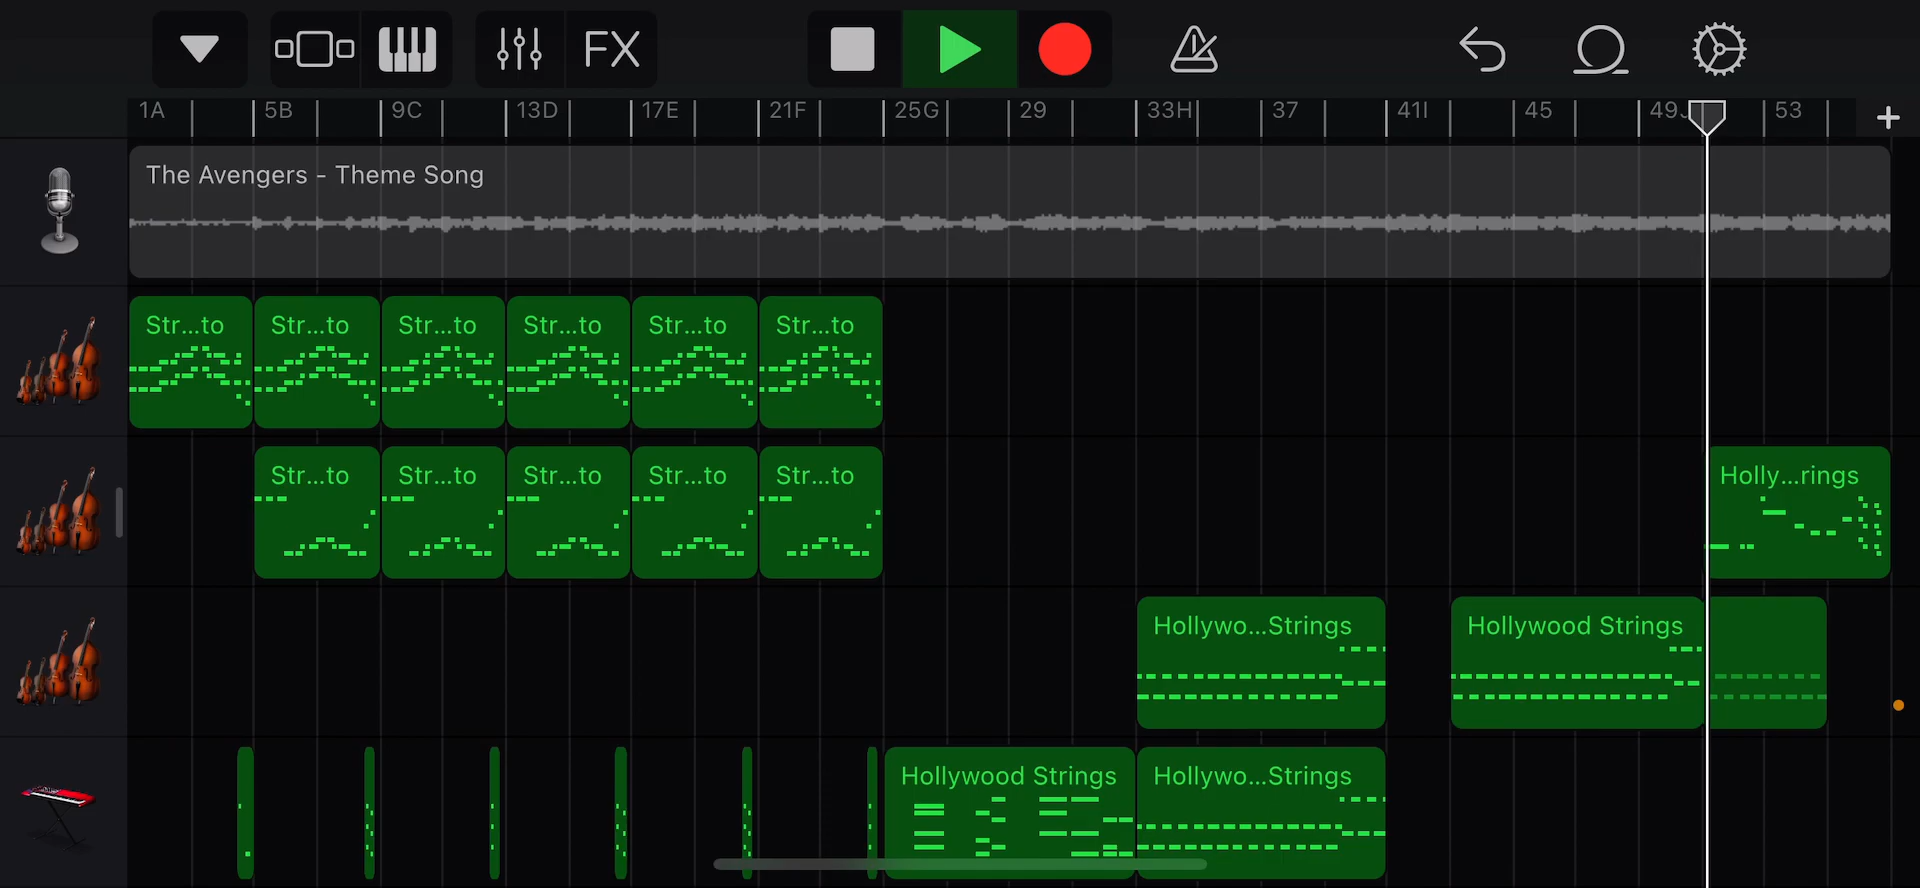 FX
1A 5B 9C 13D 17E 21F 25G 29 33H 37 41I 45 49J 53 +
The Avengers - Theme Song
Str...to Str...to Str...to Str...to Str...to Str...to
Str...to Str...to Str...to Str...to Str...to Holly...rings
Hollywo...Strings Hollywood Strings
Hollywood Strings Hollywo...Strings